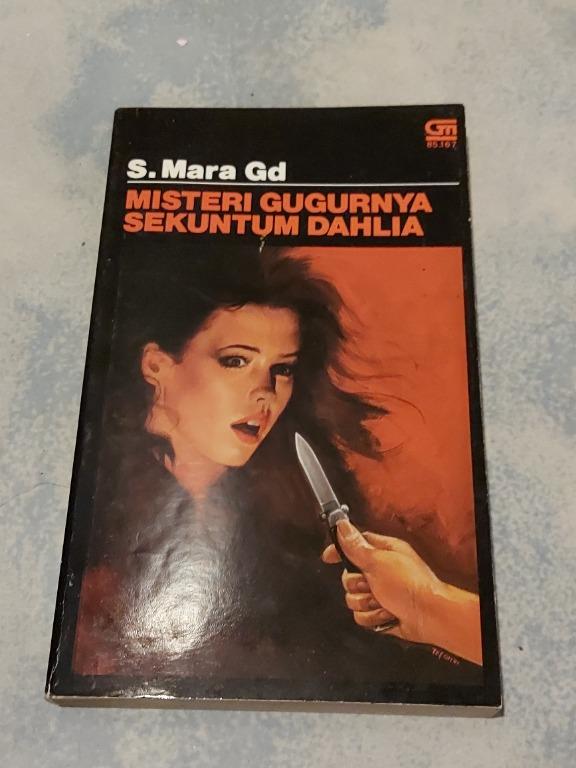 GM
85.167
S. Mara Gd
MISTERI GUGURNYA
SEKUNTUM DAHLIA